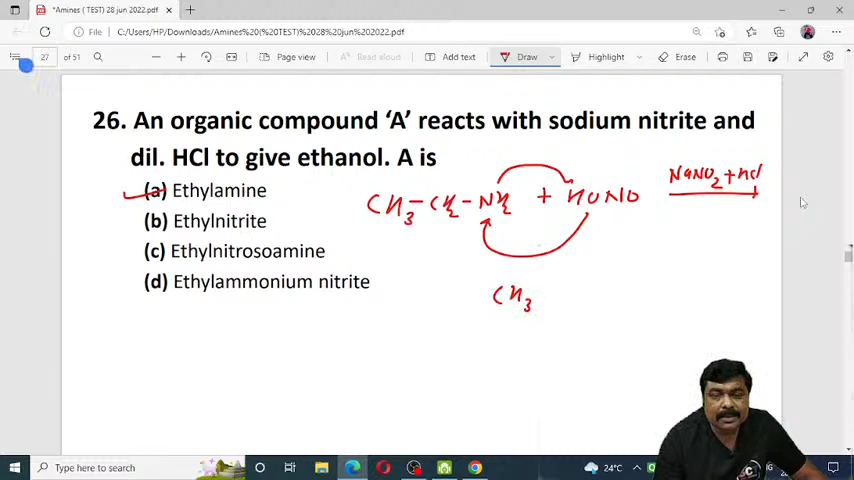 *Amines ( TEST) 28 jun 2022.pdf
File C:/Users/HP/Downloads/Amines%20(%20TEST)%2028%20jun%202022.pdf
27 of 51 Page view Read aloud Add text Draw Highlight Erase
26. An organic compound ‘A’ reacts with sodium nitrite and
dil. HCl to give ethanol. A is
(a) Ethylamine
(b) Ethylnitrite
(c) Ethylnitrosoamine
(d) Ethylammonium nitrite
CH3-CH2-NH2 + HONO NaNO2+HCl
CH3
Type here to search 24°C